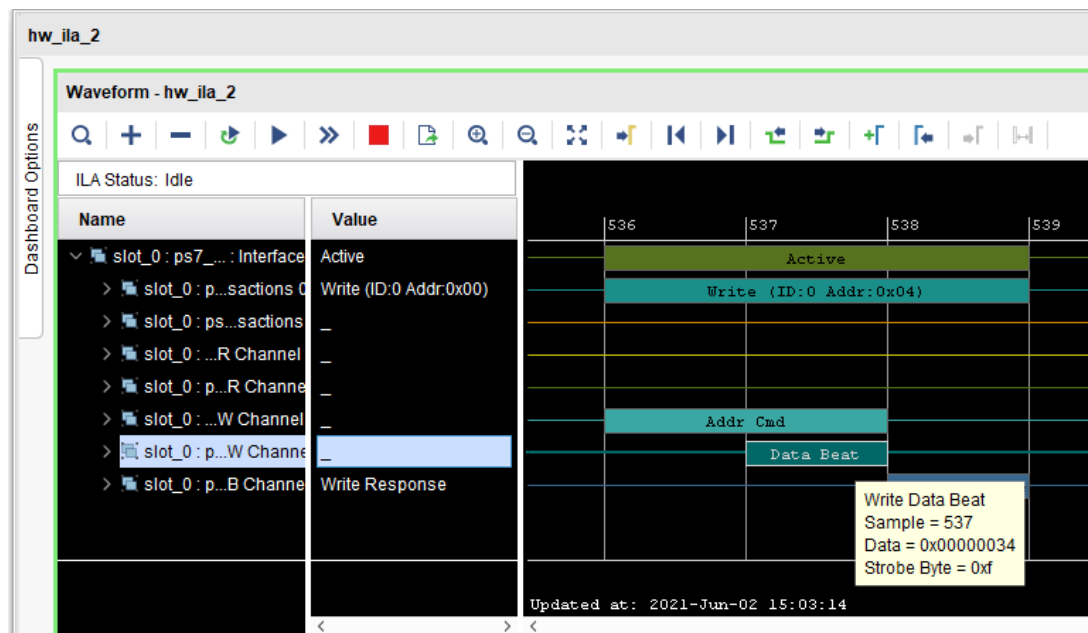 hw_ila_2
Dashboard Options
Waveform - hw_ila_2
ILA Status: Idle
Name Value
536 537 538 539
slot_0 : ps7_... : Interface Active
Active
slot_0 : p...sactions 0 Write (ID:0 Addr:0x00)
Write (ID:0 Addr:0x04)
slot_0 : ps...sactions _
slot_0 : ...R Channel _
slot_0 : p...R Channe _
slot_0 : ...W Channel _
Addr Cmd
slot_0 : p...W Channe _
Data Beat
slot_0 : p...B Channe Write Response
Write Data Beat
Sample = 537
Data = 0x00000034
Strobe Byte = 0xf
Updated at: 2021-Jun-02 15:03:14